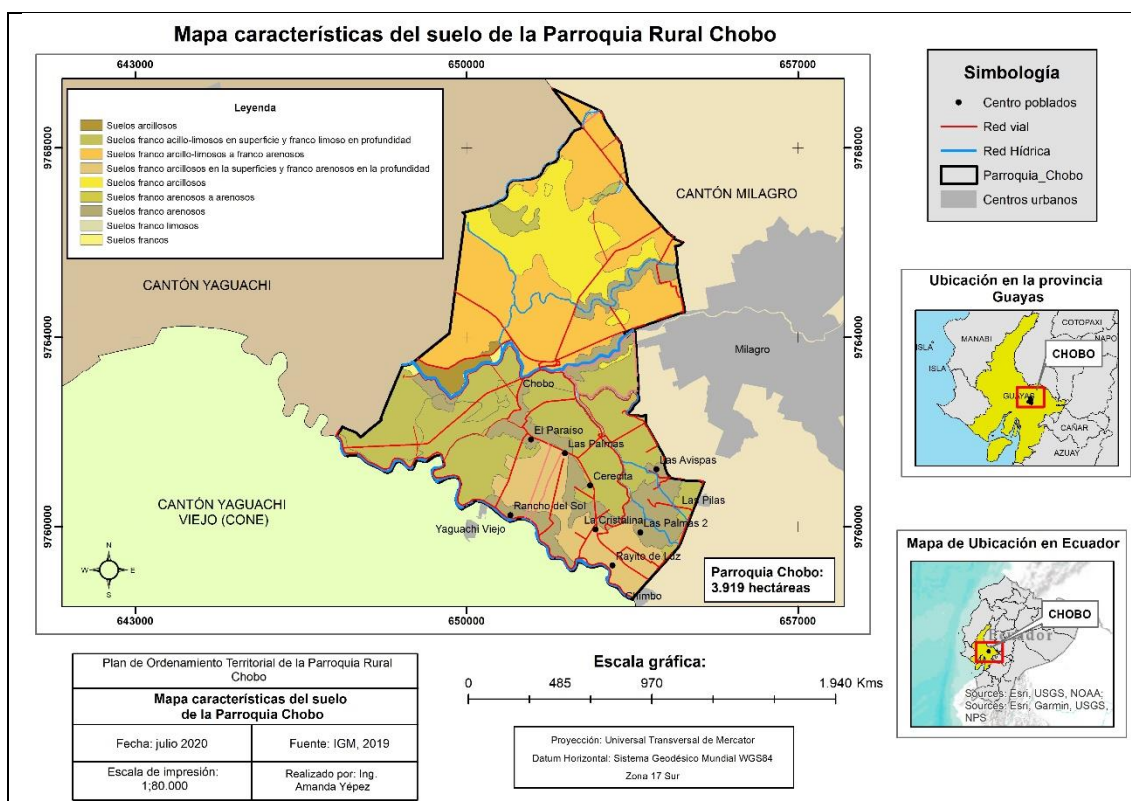 Mapa características del suelo de la Parroquia Rural Chobo
643000
650000
657000
9768000
9764000
9760000
Leyenda
Suelos arcillosos
Suelos franco acillo-limosos en superficie y franco limoso en profundidad
Suelos franco arcillo-limosos a franco arenosos
Suelos franco arcillosos en la superficies y franco arenosos en la profundidad
Suelos franco arcillosos
Suelos franco arenosos a arenosos
Suelos franco arenosos
Suelos franco limosos
Suelos francos
CANTÓN MILAGRO
CANTÓN YAGUACHI
Milagro
Chobo
El Paraiso
Las Palmas
Las Avispas
Cerecita
Las Pilas
Rancho del Sol
La Cristalina
Las Palmas 2
Yaguachi Viejo
Rayito de Luz
Chimbo
CANTÓN YAGUACHI
VIEJO (CONE)
N
W
E
S
Parroquia Chobo:
3.919 hectáreas
9768000
9764000
9760000
643000
650000
657000
Simbología
Centro poblados
Red vial
Red Hídrica
Parroquia_Chobo
Centros urbanos
Ubicación en la provincia
Guayas
ISLA
ISLA
MANABI
COTOPAXI
NAPO
CHOBO
GUAYAS
CAÑAR
AZUAY
Mapa de Ubicación en Ecuador
CHOBO
Ecuador
Sources: Esri, USGS, NOAA;
Sources: Esri, Garmin, USGS,
NPS
Plan de Ordenamiento Territorial de la Parroquia Rural
Chobo
Mapa características del suelo
de la Parroquia Chobo
Fecha: julio 2020
Fuente: IGM, 2019
Escala de impresión:
1;80.000
Realizado por: Ing.
Amanda Yépez
Escala gráfica:
0 485 970 1.940 Kms
Proyección: Universal Transversal de Mercator
Datum Horizontal: Sistema Geodésico Mundial WGS84
Zona 17 Sur